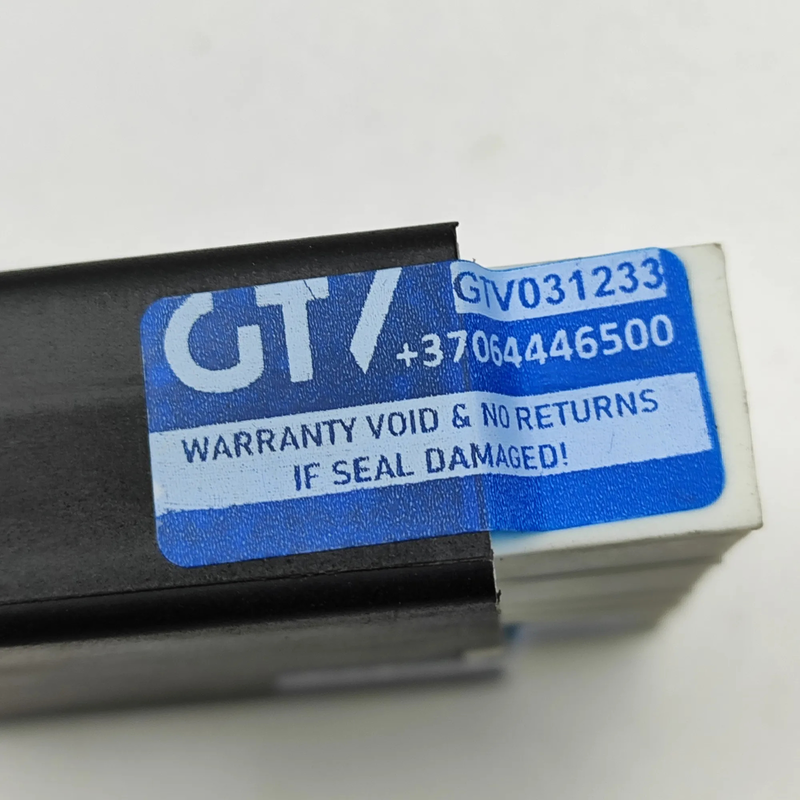 GT/
GTV031233
+37064446500
WARRANTY VOID & NO RETURNS
IF SEAL DAMAGED!